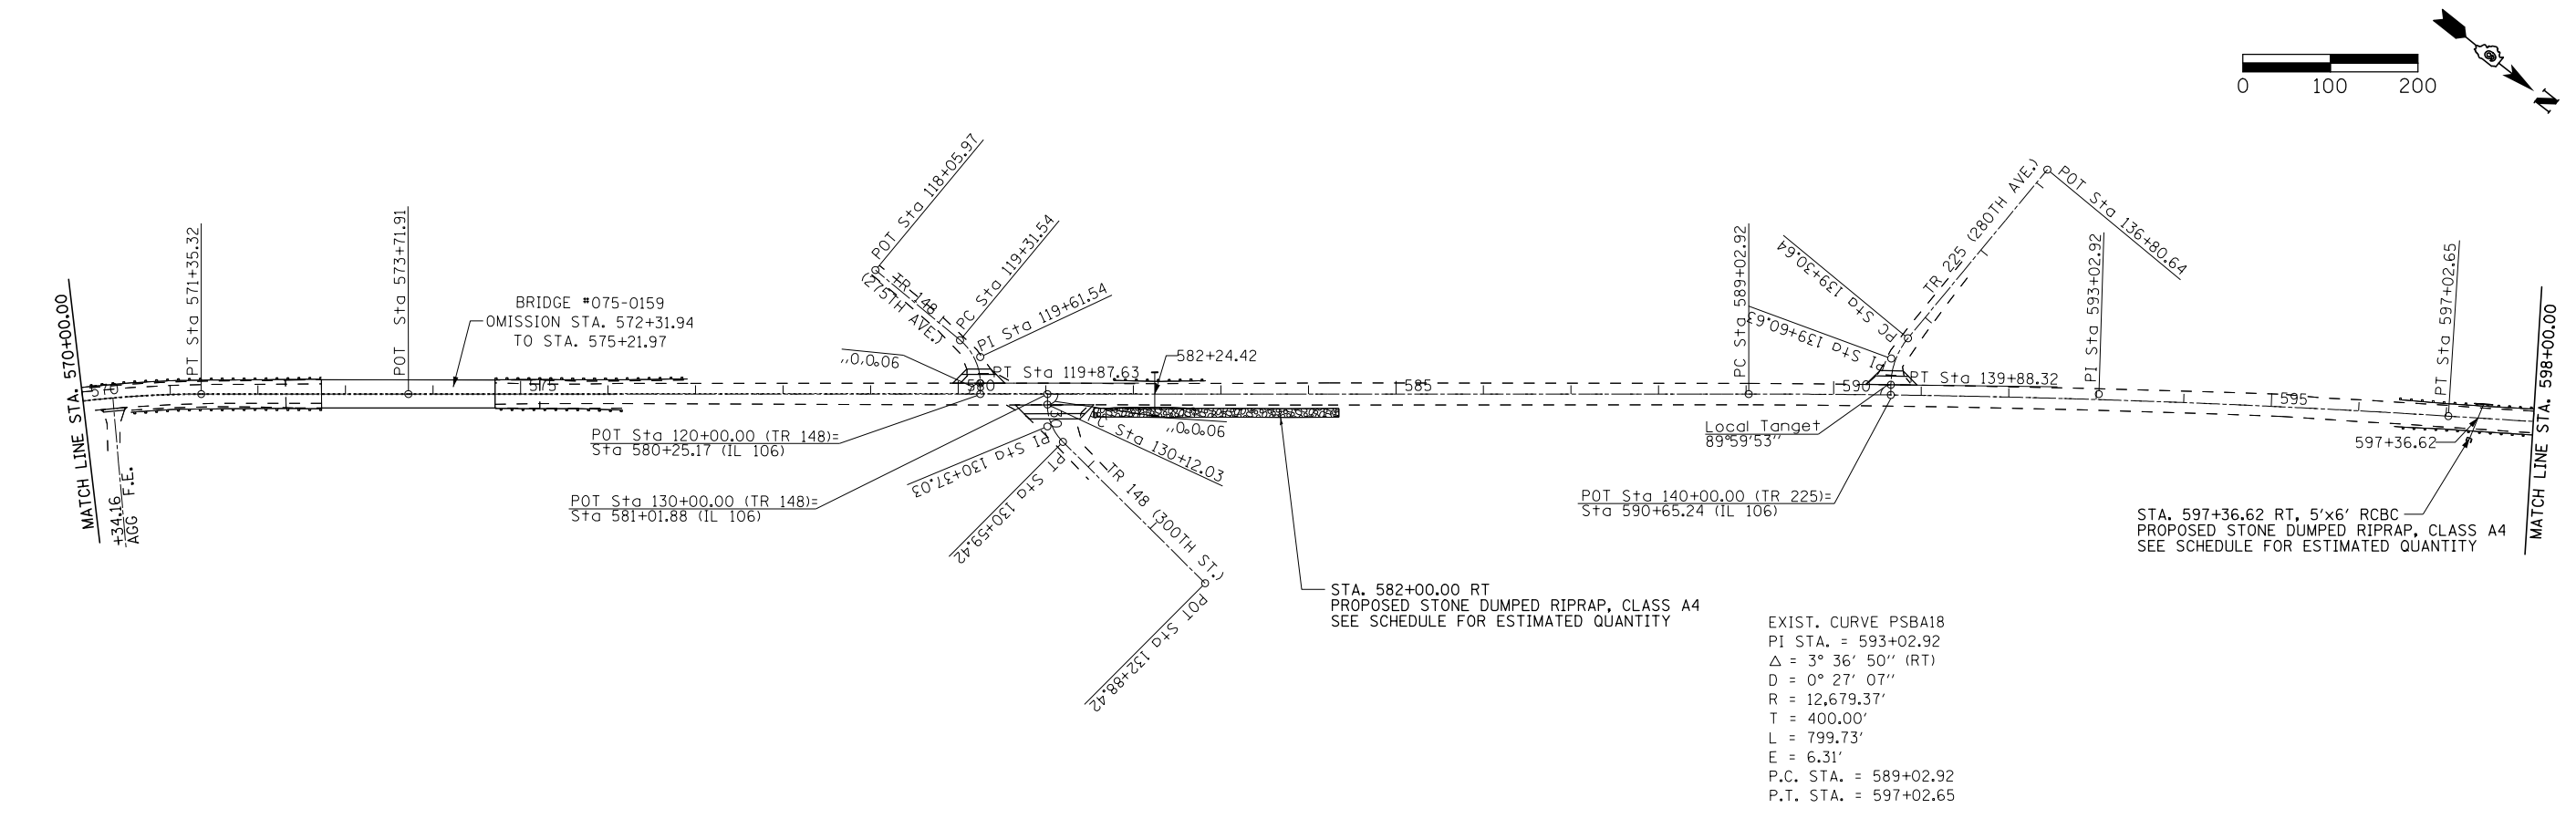 0 100 200
N
MATCH LINE STA. 570+00.00
570
+34.16
AGG F.E.
PT Sta 571+35.32
POT Sta 573+71.91
BRIDGE #075-0159
OMISSION STA. 572+31.94
TO STA. 575+21.97
575
POT Sta 118+05.97
TR 148
(275TH AVE.)
PC Sta 119+31.54
PI Sta 119+61.54
90°0'0''
PT Sta 119+87.63
580
POT Sta 120+00.00 (TR 148)=
Sta 580+25.17 (IL 106)
POT Sta 130+00.00 (TR 148)=
Sta 581+01.88 (IL 106)
582+24.42
90°0'0''
PC Sta 130+12.03
PI Sta 130+37.03
PT Sta 130+59.42
TR 148 (300TH ST.)
POT Sta 132+88.42
585
STA. 582+00.00 RT
PROPOSED STONE DUMPED RIPRAP, CLASS A4
SEE SCHEDULE FOR ESTIMATED QUANTITY
PC Sta 589+02.92
PC Sta 139+30.64
PI Sta 139+60.63
TR 225 (280TH AVE.)
POT Sta 136+80.64
590
PT Sta 139+88.32
Local Tanget
89°59'53''
POT Sta 140+00.00 (TR 225)=
Sta 590+65.24 (IL 106)
PI Sta 593+02.92
595
PT Sta 597+02.65
597+36.62
MATCH LINE STA. 598+00.00
STA. 597+36.62 RT, 5'x6' RCBC
PROPOSED STONE DUMPED RIPRAP, CLASS A4
SEE SCHEDULE FOR ESTIMATED QUANTITY
EXIST. CURVE PSBA18
PI STA. = 593+02.92
Δ = 3° 36' 50'' (RT)
D = 0° 27' 07''
R = 12,679.37'
T = 400.00'
L = 799.73'
E = 6.31'
P.C. STA. = 589+02.92
P.T. STA. = 597+02.65